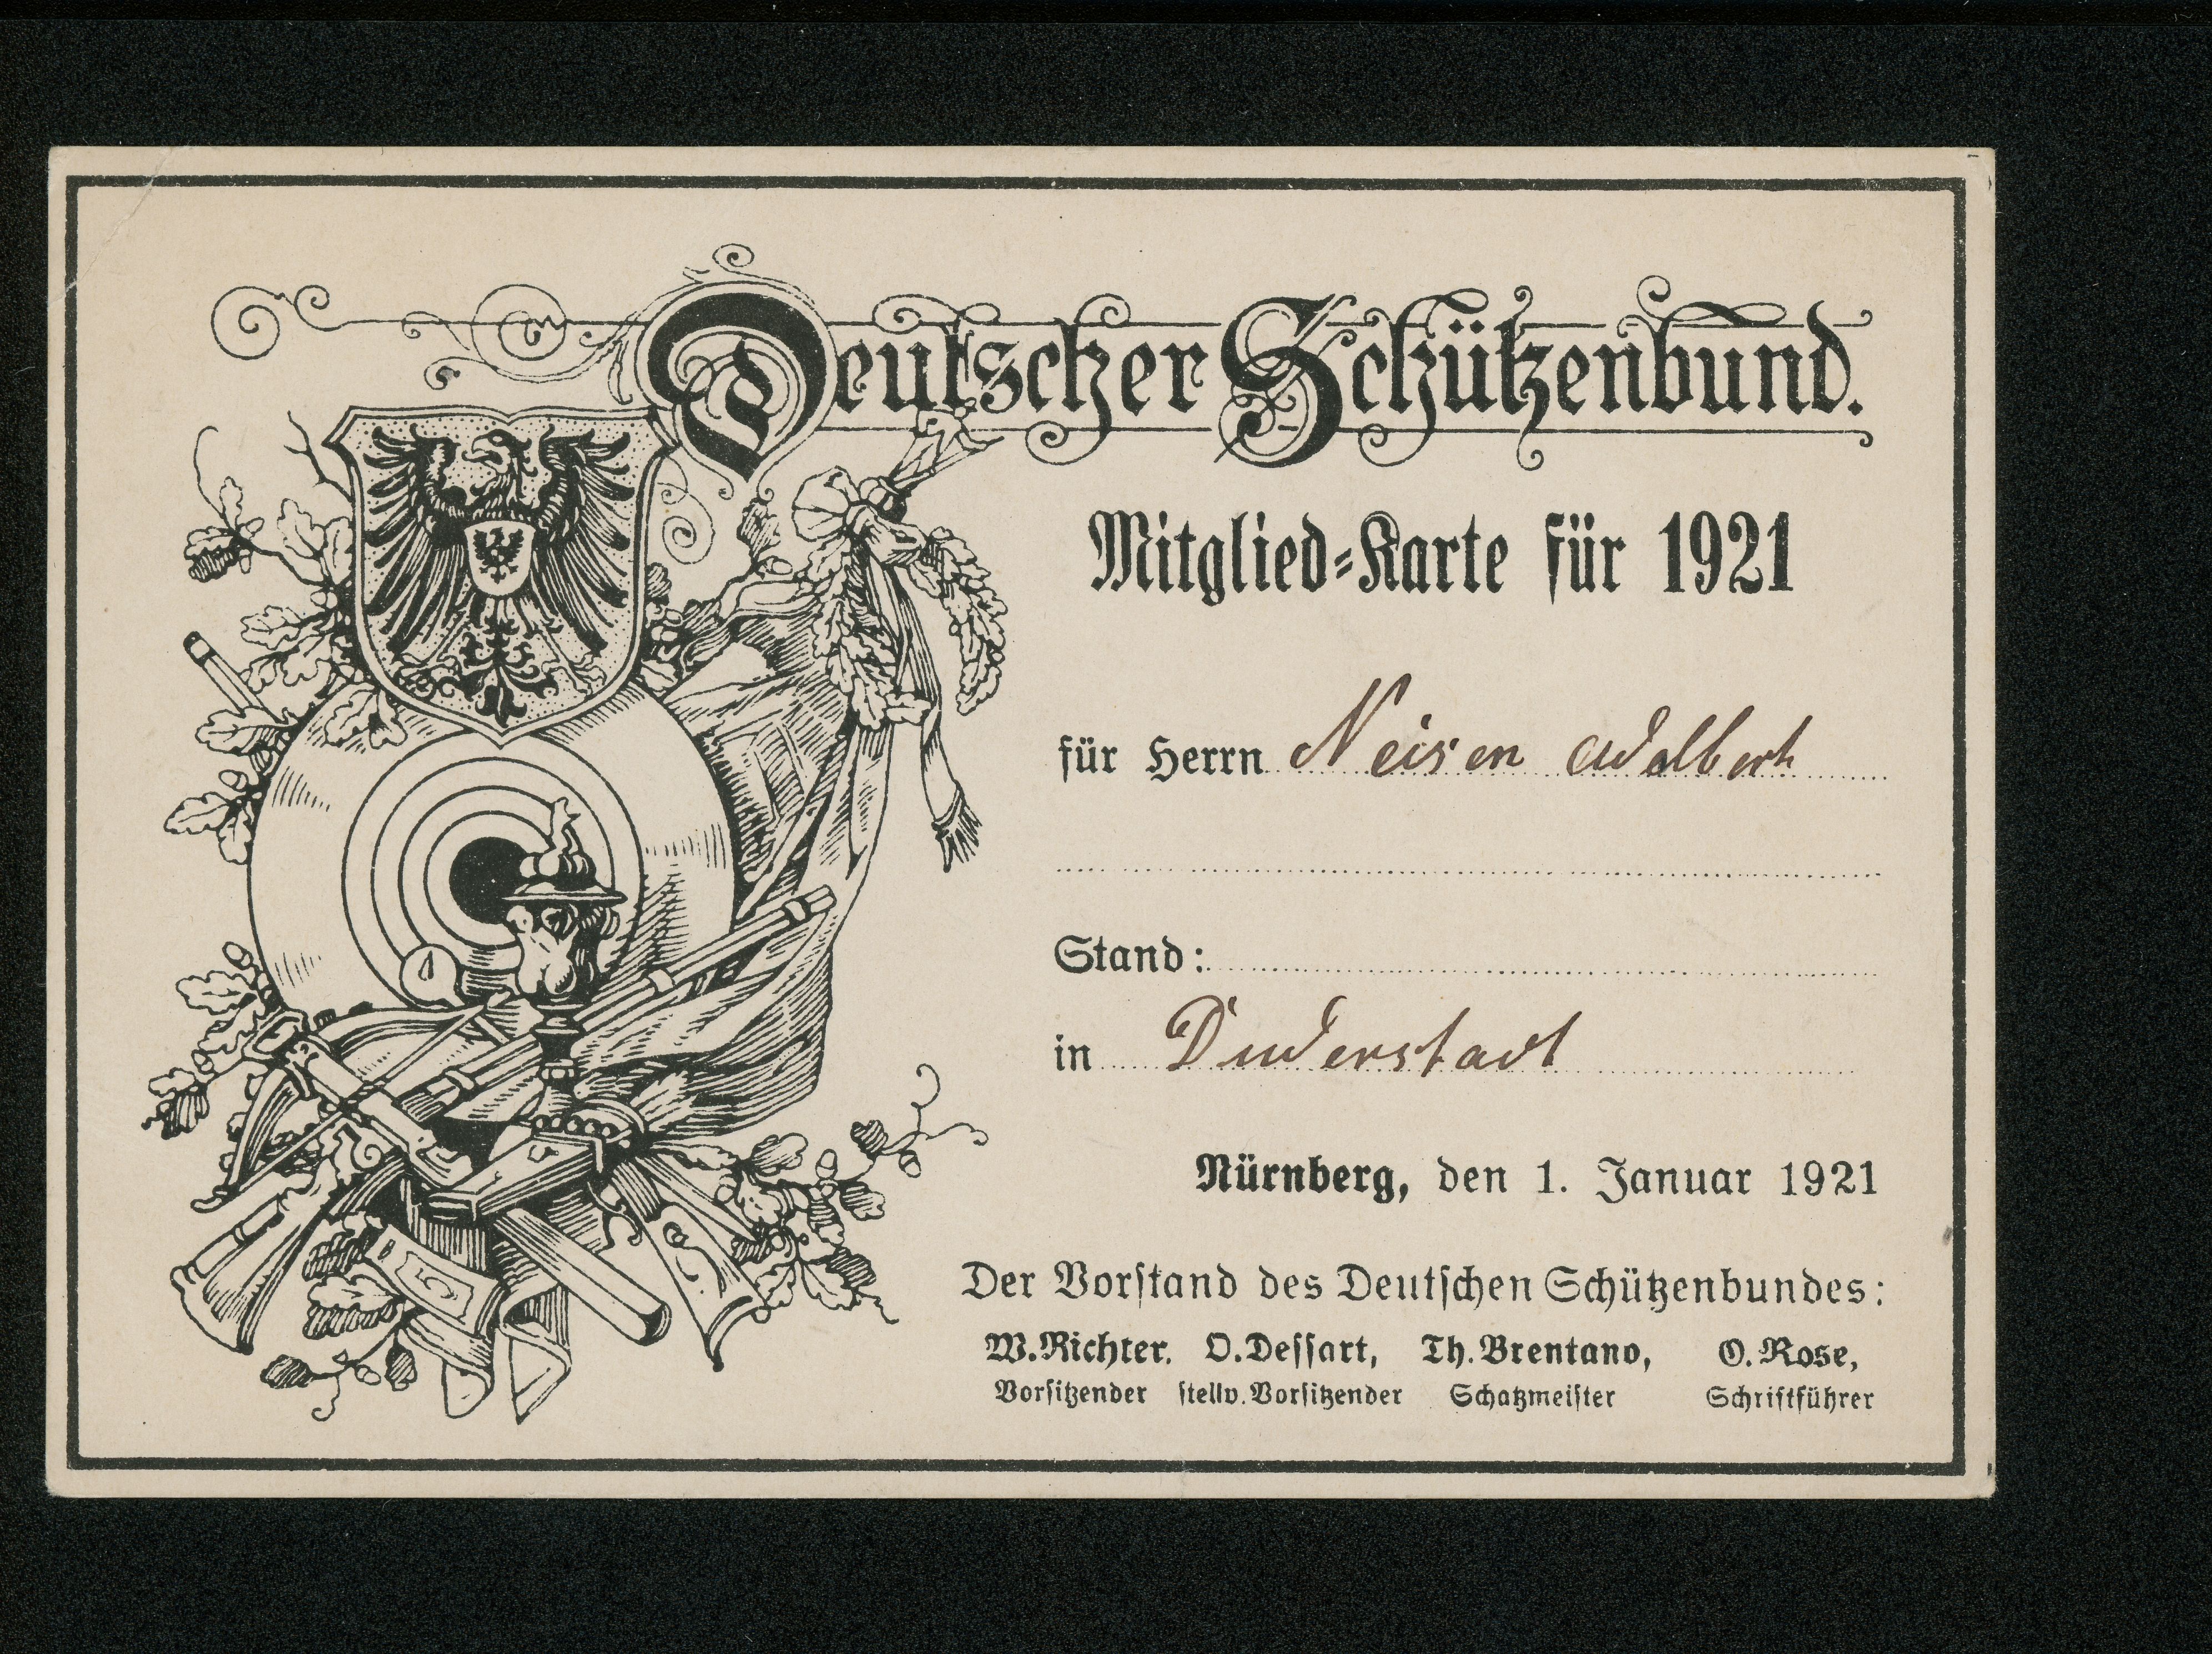 Deutscher Schützenbund.
Mitglied-Karte für 1921
für Herrn Neisen Adalbert
Stand:
in Duderstadt
Nürnberg, den 1. Januar 1921
Der Vorstand des Deutschen Schützenbundes:
W. Richter. O. Dessart, Th. Brentano, O. Rose,
Vorsitzender stellv. Vorsitzender Schatzmeister Schriftführer